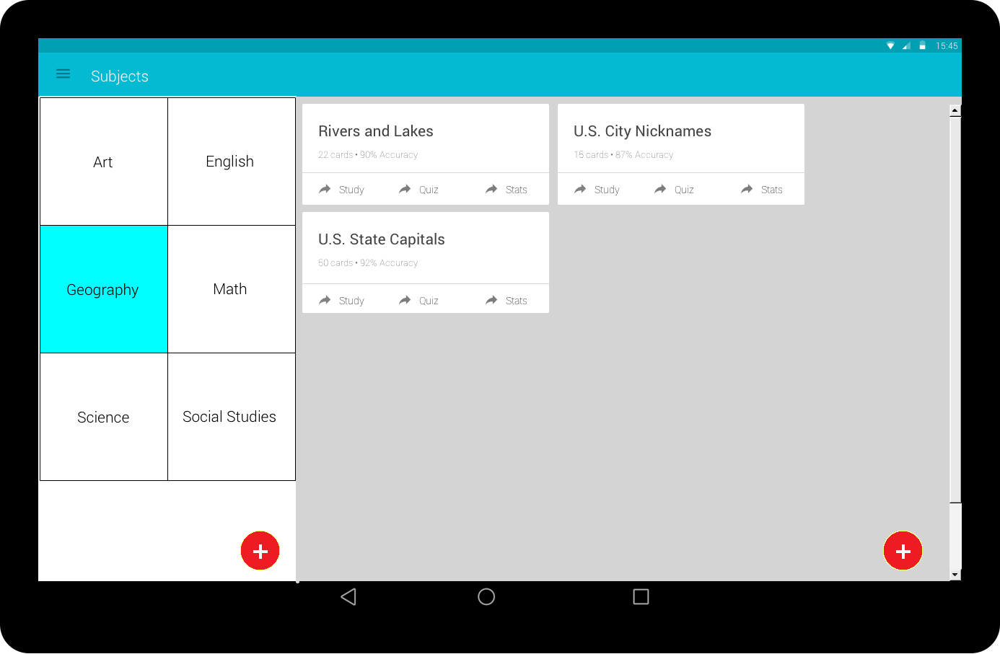 15:45
Subjects
Art
English
Geography
Math
Science
Social Studies
Rivers and Lakes
22 cards • 90% Accuracy
Study Quiz Stats
U.S. City Nicknames
15 cards • 87% Accuracy
Study Quiz Stats
U.S. State Capitals
50 cards • 92% Accuracy
Study Quiz Stats